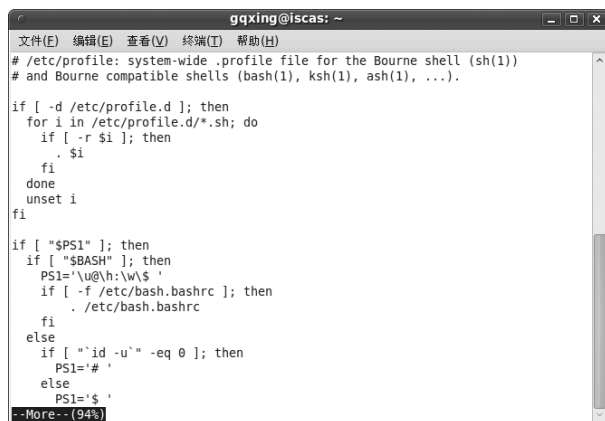 gqxing@iscas: ~
文件(F) 编辑(E) 查看(V) 终端(T) 帮助(H)
# /etc/profile: system-wide .profile file for the Bourne shell (sh(1))
# and Bourne compatible shells (bash(1), ksh(1), ash(1), ...).

if [ -d /etc/profile.d ]; then
  for i in /etc/profile.d/*.sh; do
    if [ -r $i ]; then
      . $i
    fi
  done
  unset i
fi

if [ "$PS1" ]; then
  if [ "$BASH" ]; then
    PS1='\u@\h:\w\$ '
    if [ -f /etc/bash.bashrc ]; then
        . /etc/bash.bashrc
    fi
  else
    if [ "`id -u`" -eq 0 ]; then
      PS1='# '
    else
      PS1='$ '
--More--(94%)